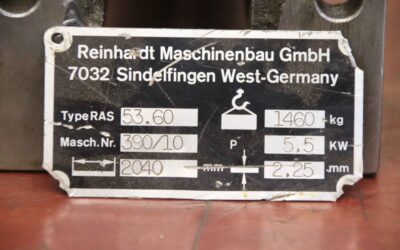 Reinhardt Maschinenbau GmbH
7032 Sindelfingen West-Germany
Type RAS 53.60 1460 kg
Masch. Nr. 390/10 P 5,5 KW
2040 2,25 mm